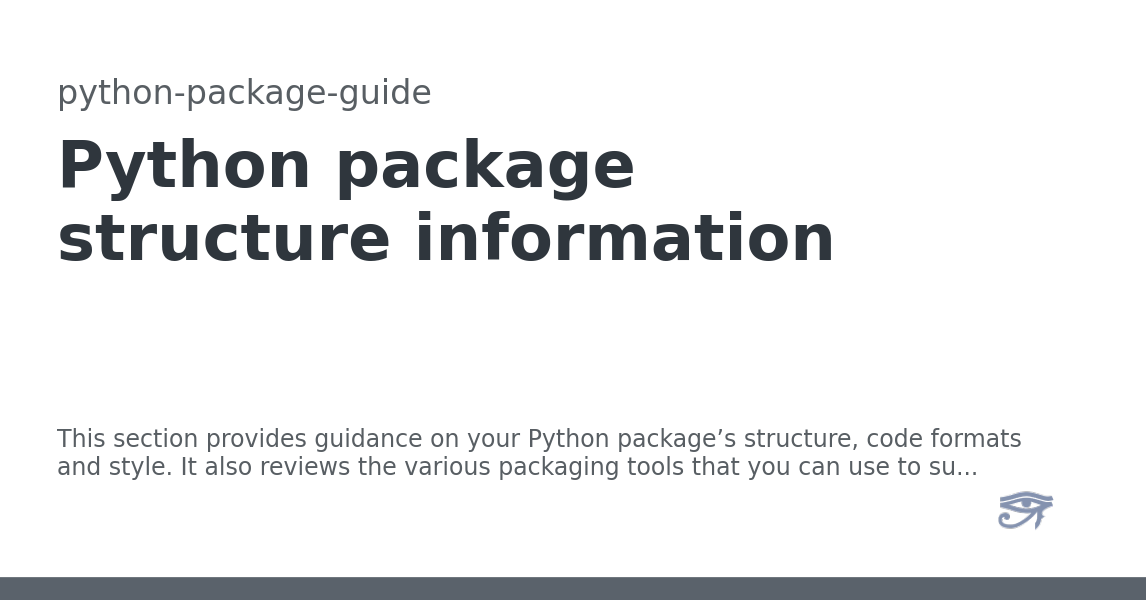 python-package-guide
Python package
structure information
This section provides guidance on your Python package’s structure, code formats
and style. It also reviews the various packaging tools that you can use to su...